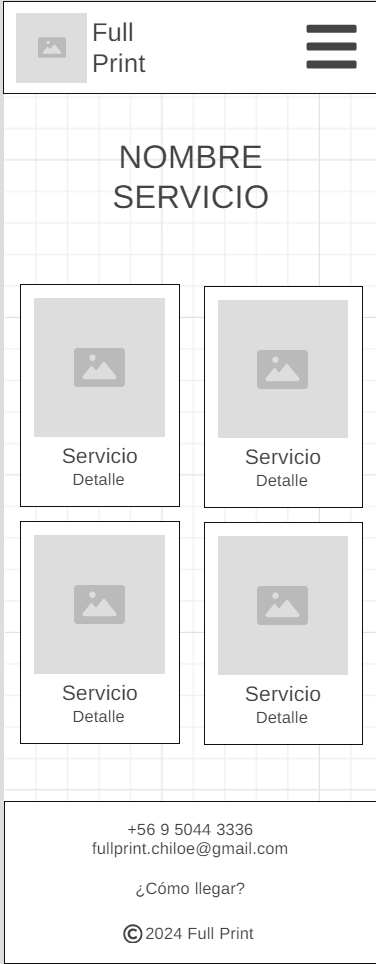 Full
Print
NOMBRE
SERVICIO
Servicio
Detalle
Servicio
Detalle
Servicio
Detalle
Servicio
Detalle
+56 9 5044 3336
fullprint.chiloe@gmail.com
¿Cómo llegar?
©2024 Full Print